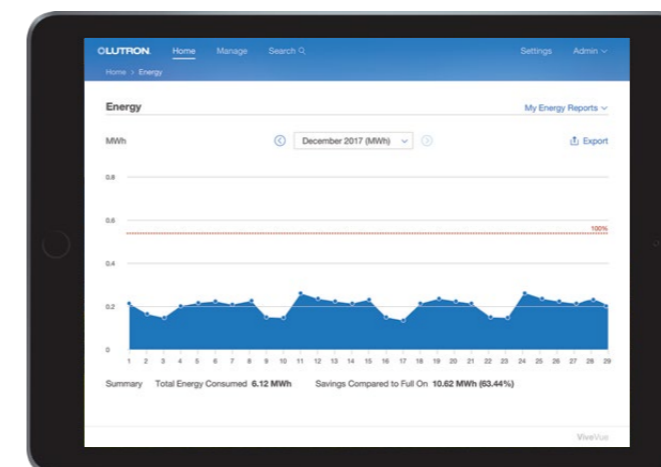 LUTRON. Home Manage Search Settings Admin
Home > Energy
Energy My Energy Reports
MWh December 2017 (MWh) Export
0.8
0.6
100%
0.4
0.2
0
1 2 3 4 5 6 7 8 9 10 11 12 13 14 15 16 17 18 19 20 21 22 23 24 25 26 27 28 29
Summary Total Energy Consumed 6.12 MWh Savings Compared to Full On 10.62 MWh (63.44%)
ViveVue